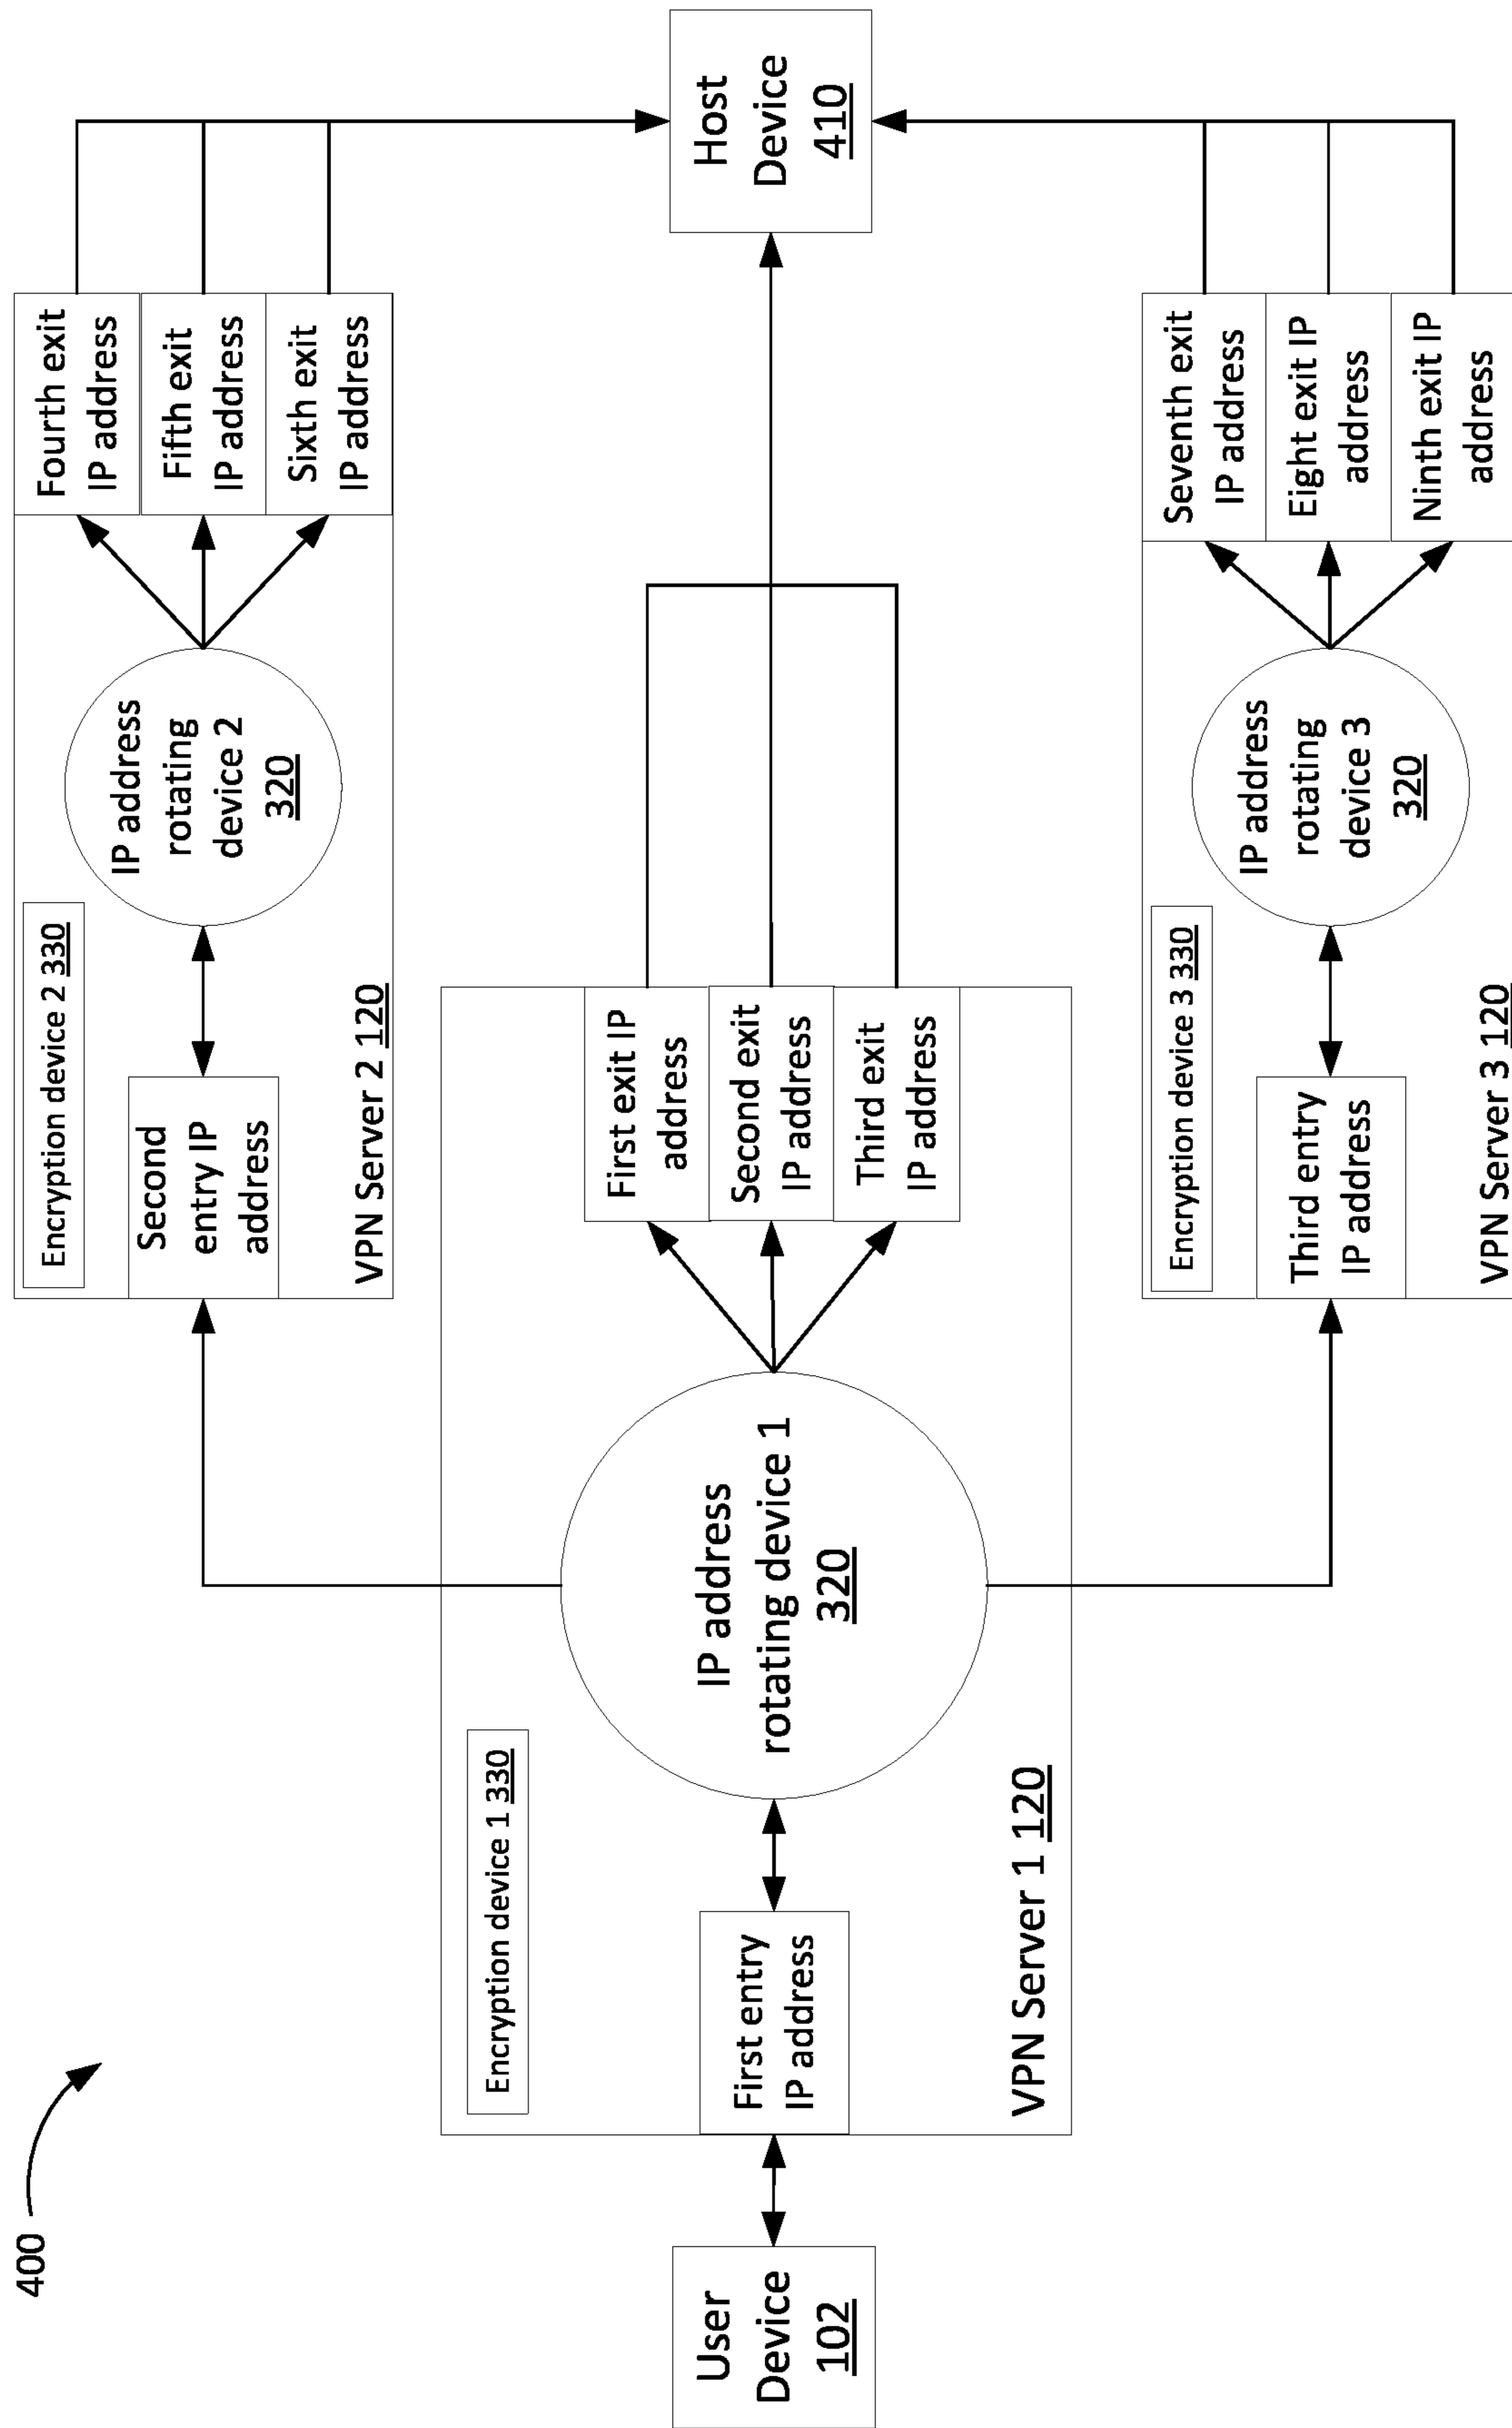 400
User
Device
102
Encryption device 1 330
First entry
IP address
VPN Server 1 120
IP address
rotating device 1
320
First exit IP
address
Second exit
IP address
Third exit
IP address
Encryption device 2 330
Second
entry IP
address
VPN Server 2 120
IP address
rotating
device 2
320
Fourth exit
IP address
Fifth exit
IP address
Sixth exit
IP address
Encryption device 3 330
Third entry
IP address
VPN Server 3 120
IP address
rotating
device 3
320
Seventh exit
IP address
Eight exit IP
address
Ninth exit IP
address
Host
Device
410